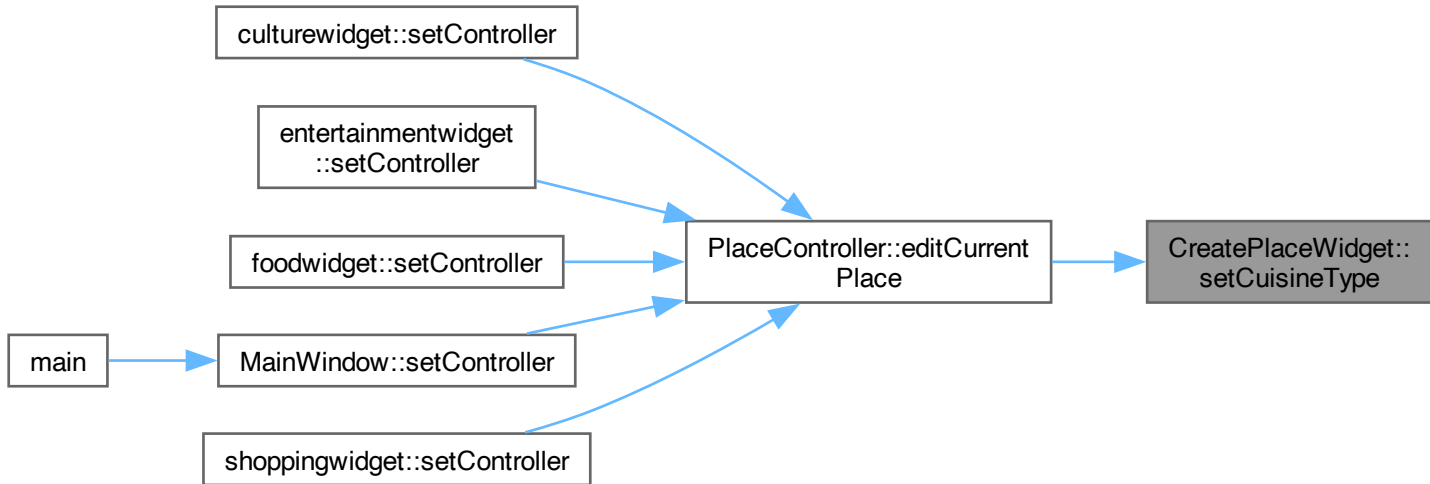 culturewidget::setController
entertainmentwidget
::setController
foodwidget::setController
main
MainWindow::setController
shoppingwidget::setController
PlaceController::editCurrent
Place
CreatePlaceWidget::
setCuisineType